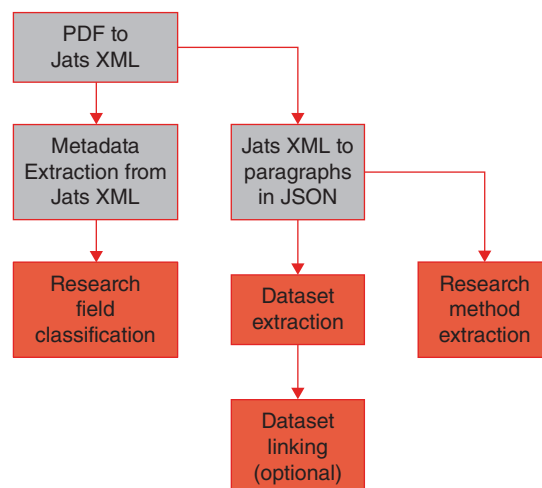 PDF to
Jats XML
Metadata
Extraction from
Jats XML
Jats XML to
paragraphs
in JSON
Research
field
classification
Dataset
extraction
Research
method
extraction
Dataset
linking
(optional)